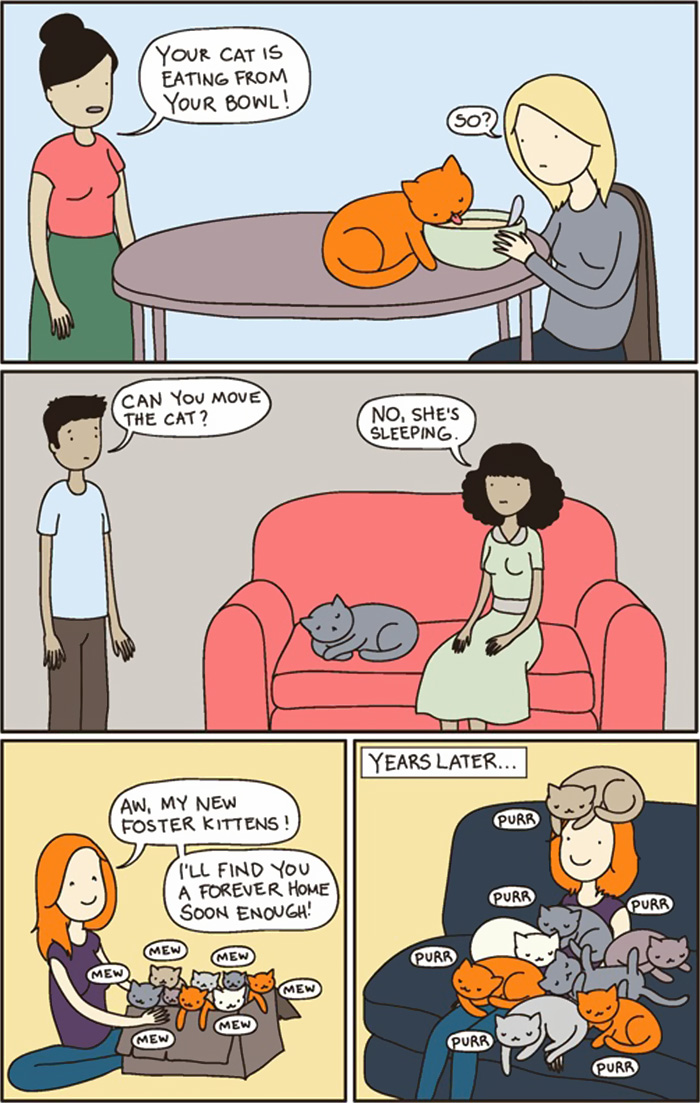 YOUR CAT IS
EATING FROM
YOUR BOWL!
SO?
CAN YOU MOVE
THE CAT?
NO, SHE'S
SLEEPING.
AW, MY NEW
FOSTER KITTENS!
I'LL FIND YOU
A FOREVER HOME
SOON ENOUGH!
MEW
MEW
MEW
MEW
MEW
MEW
YEARS LATER...
PURR
PURR
PURR
PURR
PURR
PURR